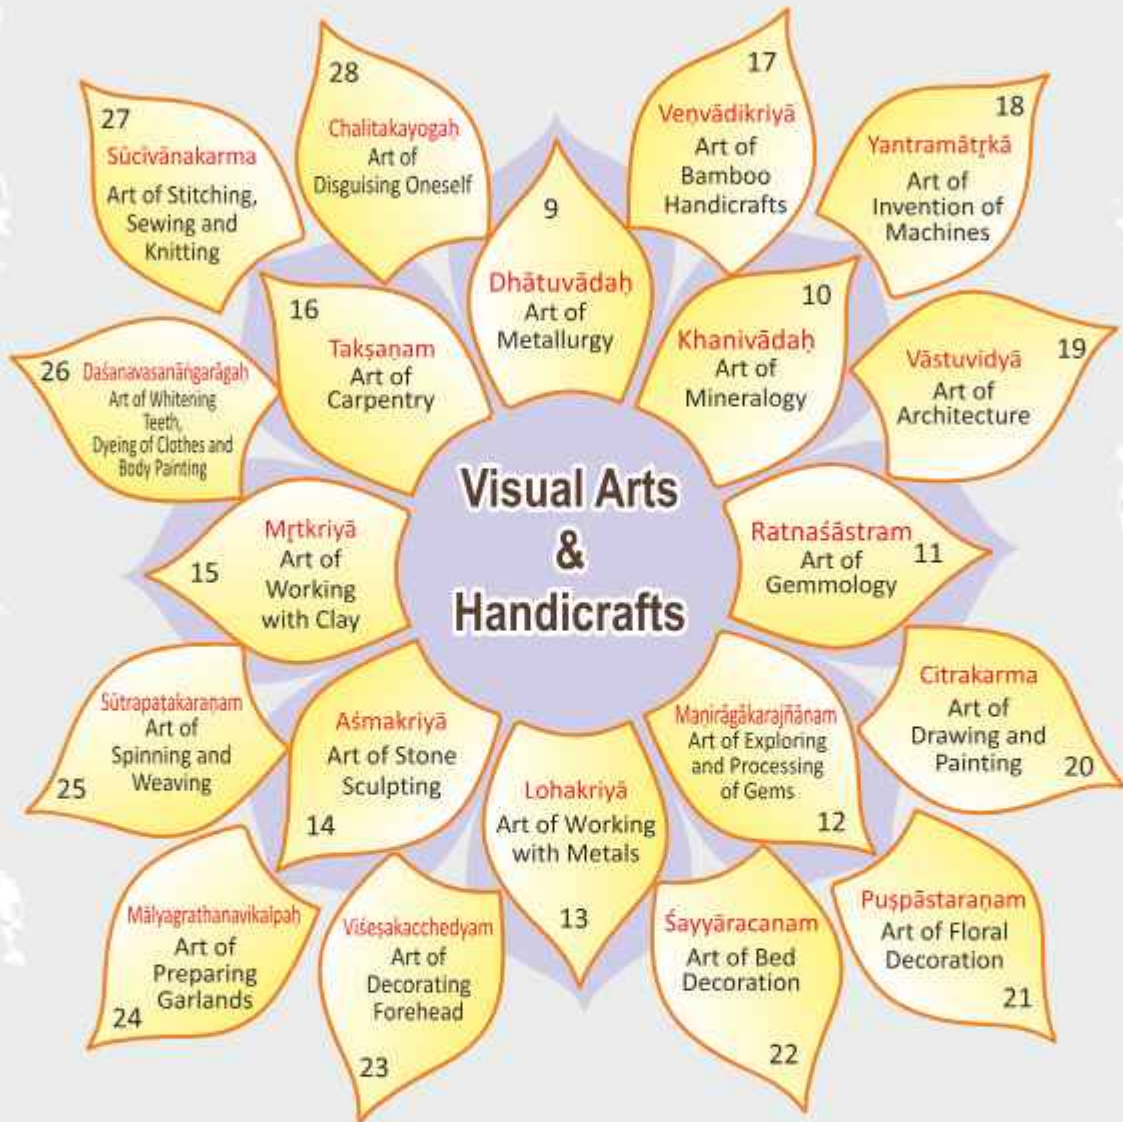 Visual Arts
&
Handicrafts
9
Dhātuvādaḥ
Art of
Metallurgy
10
Khanivādaḥ
Art of
Mineralogy
Ratnaśāstram
11
Art of
Gemmology
Maṇirāgākarajñānam
Art of Exploring
and Processing
of Gems
12
Lohakriyā
Art of Working
with Metals
13
Aśmakriyā
Art of Stone
Sculpting
14
Mṛtkriyā
Art of
15
Working
with Clay
16
Takṣaṇam
Art of
Carpentry
17
Veṇvādikriyā
Art of
Bamboo
Handicrafts
18
Yantramātṛkā
Art of
Invention of
Machines
Vāstuvidyā
19
Art of
Architecture
Citrakarma
Art of
Drawing and
Painting
20
Puṣpāstaraṇam
Art of Floral
Decoration
21
Śayyāracanam
Art of Bed
Decoration
22
Viśeṣakacchedyam
Art of
Decorating
Forehead
23
Mālyagrathanavikalpaḥ
Art of
Preparing
Garlands
24
Sūtrapaṭakaraṇam
Art of
Spinning and
Weaving
25
26 Daśanavasanāṅgarāgaḥ
Art of Whitening
Teeth,
Dyeing of Clothes and
Body Painting
27
Sūcīvānakarma
Art of Stitching,
Sewing and
Knitting
28
Chalitakayogaḥ
Art of
Disguising Oneself